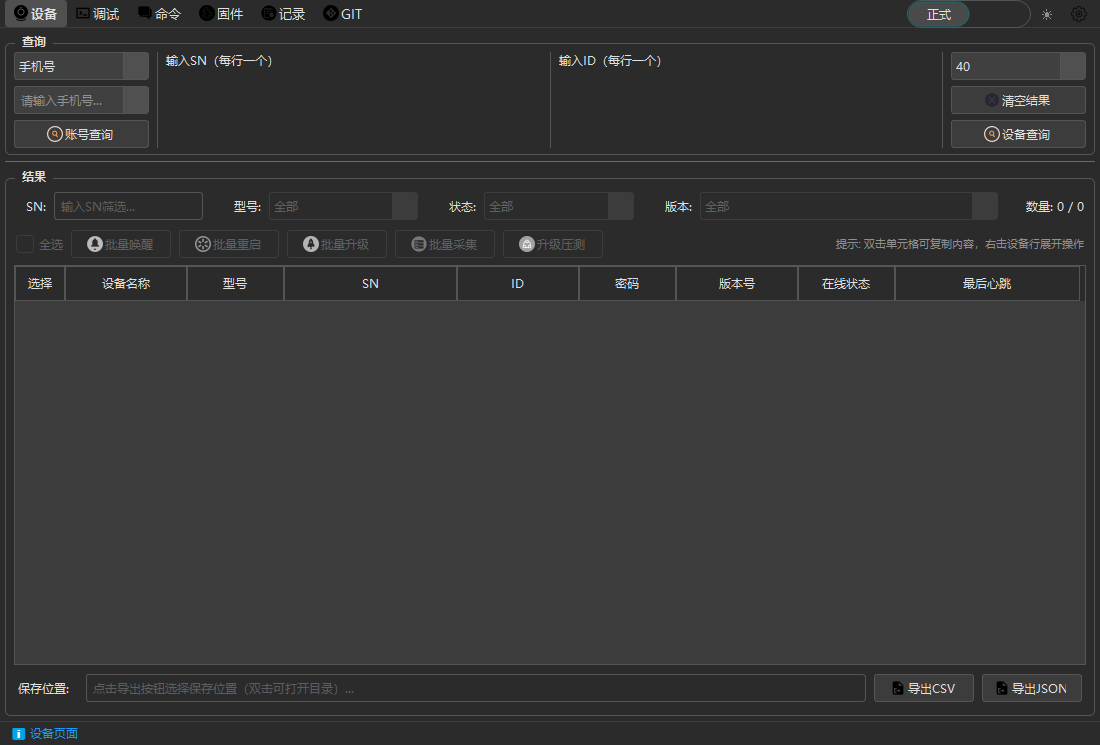 设备 调试 命令 固件 记录 GIT 正式
查询
手机号 输入SN（每行一个） 输入ID（每行一个） 40
请输入手机号... 清空结果
账号查询 设备查询
结果
SN: 输入SN筛选... 型号: 全部 状态: 全部 版本: 全部 数量: 0 / 0
全选 批量唤醒 批量重启 批量升级 批量采集 升级压测 提示: 双击单元格可复制内容，右击设备行展开操作
选择 设备名称 型号 SN ID 密码 版本号 在线状态 最后心跳
保存位置: 点击导出按钮选择保存位置（双击可打开目录）... 导出CSV 导出JSON
设备页面